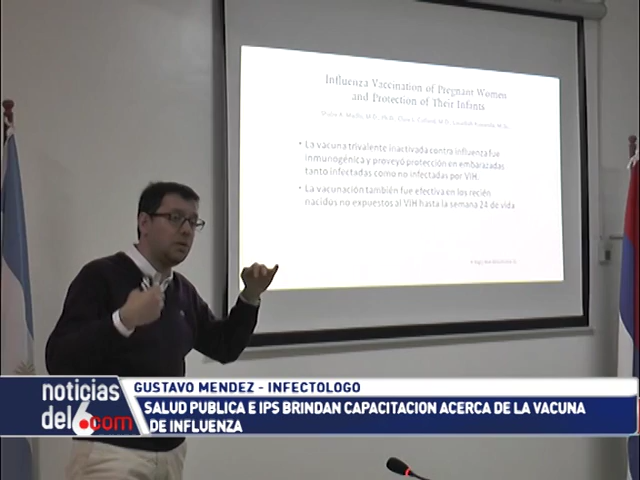 Influenza Vaccination of Pregnant Women
and Protection of Their Infants
• La vacuna trivalente inactivada contra influenza fue
inmunogénica y proveyó protección en embarazadas
tanto infectadas como no infectadas por VIH.
• La vacunación también fue efectiva en los recién
nacidos no expuestos al VIH hasta la semana 24 de vida
noticias
del6.com
GUSTAVO MENDEZ - INFECTOLOGO
SALUD PUBLICA E IPS BRINDAN CAPACITACION ACERCA DE LA VACUNA
DE INFLUENZA